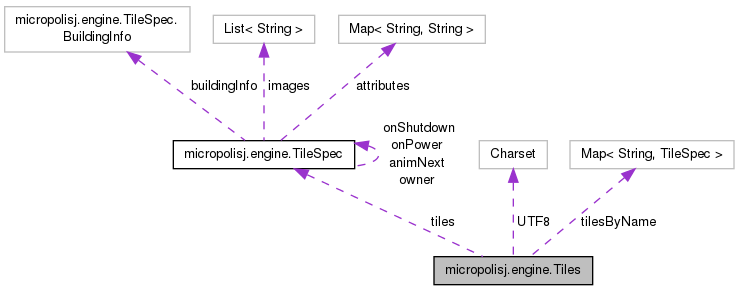 micropolisj.engine.TileSpec.
BuildingInfo
List< String >
Map< String, String >
buildingInfo
images
attributes
onShutdown
onPower
animNext
owner
micropolisj.engine.TileSpec
Charset
Map< String, TileSpec >
tiles
UTF8
tilesByName
micropolisj.engine.Tiles